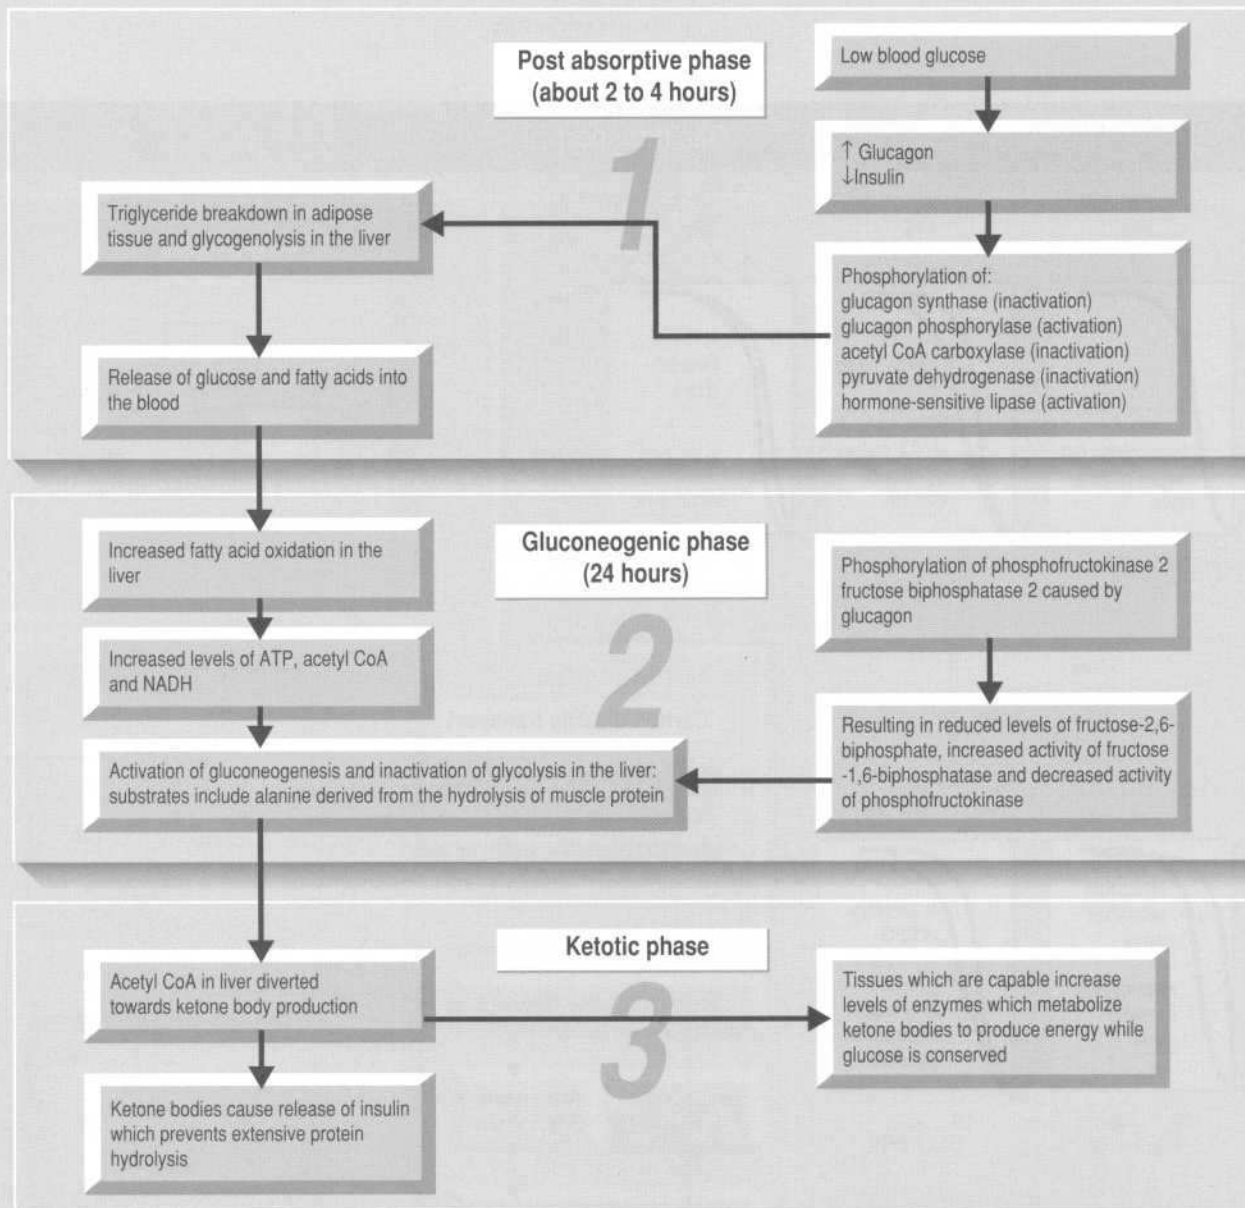 Post absorptive phase
(about 2 to 4 hours)
1
Low blood glucose
↑ Glucagon
↓Insulin
Phosphorylation of:
glucagon synthase (inactivation)
glucagon phosphorylase (activation)
acetyl CoA carboxylase (inactivation)
pyruvate dehydrogenase (inactivation)
hormone-sensitive lipase (activation)
Triglyceride breakdown in adipose
tissue and glycogenolysis in the liver
Release of glucose and fatty acids into
the blood
Gluconeogenic phase
(24 hours)
2
Increased fatty acid oxidation in the
liver
Increased levels of ATP, acetyl CoA
and NADH
Phosphorylation of phosphofructokinase 2
fructose biphosphatase 2 caused by
glucagon
Resulting in reduced levels of fructose-2,6-
biphosphate, increased activity of fructose
-1,6-biphosphatase and decreased activity
of phosphofructokinase
Activation of gluconeogenesis and inactivation of glycolysis in the liver:
substrates include alanine derived from the hydrolysis of muscle protein
Ketotic phase
3
Acetyl CoA in liver diverted
towards ketone body production
Tissues which are capable increase
levels of enzymes which metabolize
ketone bodies to produce energy while
glucose is conserved
Ketone bodies cause release of insulin
which prevents extensive protein
hydrolysis